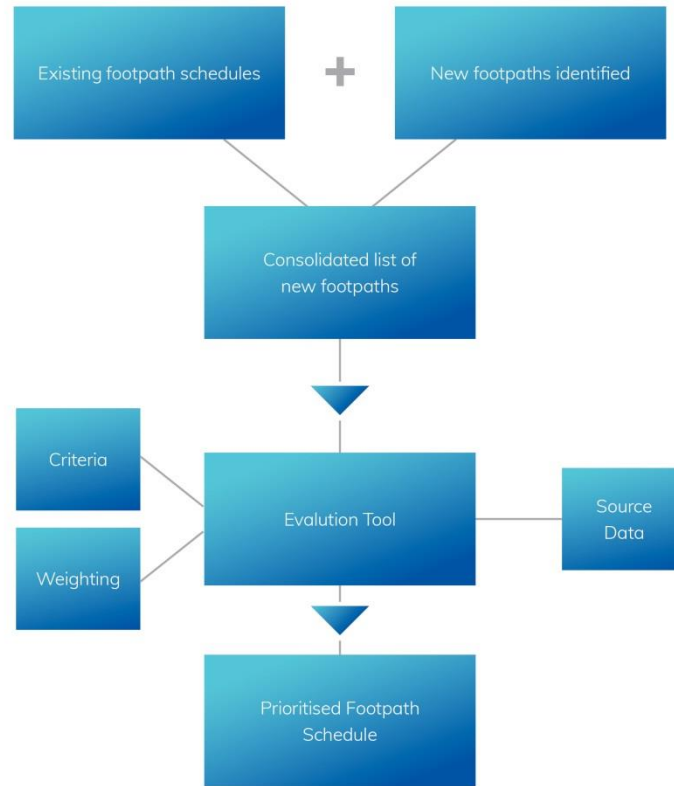 Existing footpath schedules
+
New footpaths identified
Consolidated list of
new footpaths
Criteria
Weighting
Evalution Tool
Source
Data
Prioritised Footpath
Schedule